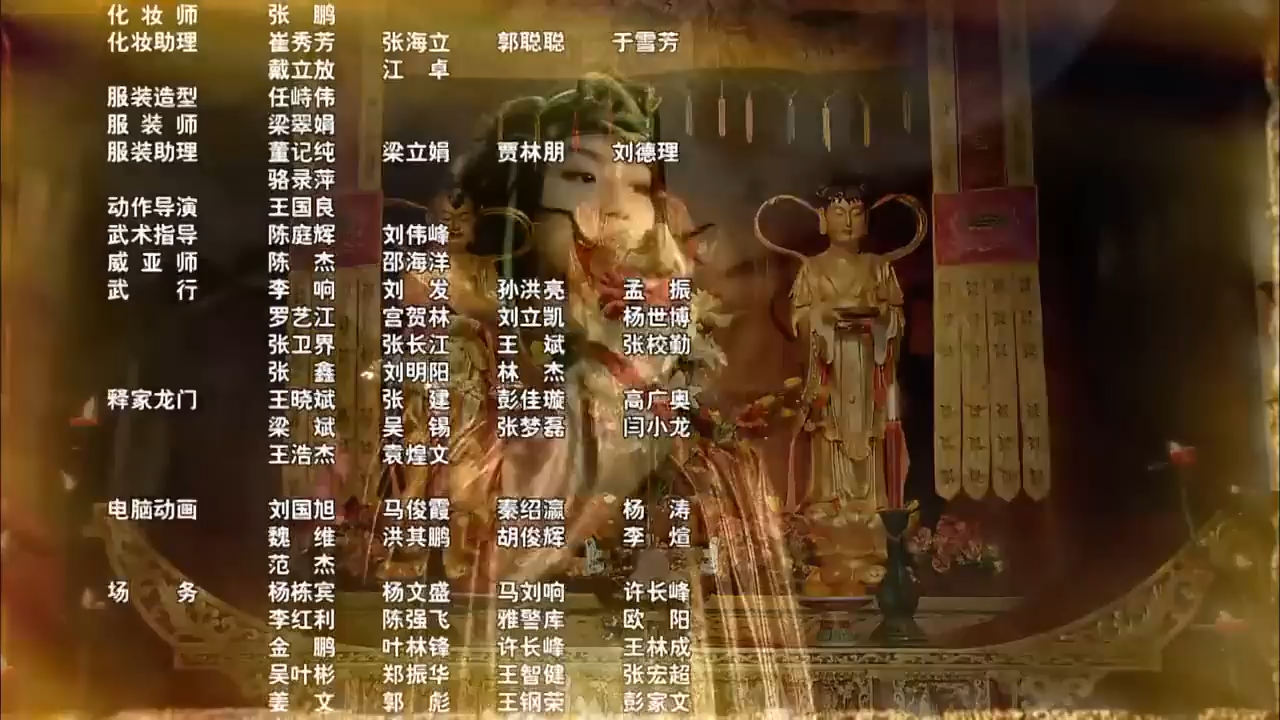 化妆师 张鹏
化妆助理 崔秀芳 张海立 郭聪聪 于雪芳
戴立放 江卓
服装造型 任峙伟
服装师 梁翠娟
服装助理 董记纯 梁立娟 贾林朋 刘德理
骆录萍
动作导演 王国良
武术指导 陈庭辉 刘伟峰
威亚师 陈杰 邵海洋
武行 李响 刘发 孙洪亮 孟振
罗艺江 宫贺林 刘立凯 杨世博
张卫界 张长江 王斌 张校勤
张鑫 刘明阳 林杰
释家龙门 王晓斌 张建 彭佳璇 高广奥
梁斌 吴锡 张梦磊 闫小龙
王浩杰 袁煌文
电脑动画 刘国旭 马俊霞 秦绍瀛 杨涛
魏维 洪其鹏 胡俊辉 李煊
范杰
场务 杨栋宾 杨文盛 马刘响 许长峰
李红利 陈强飞 雅警库 欧阳
金鹏 叶林锋 许长峰 王林成
吴叶彬 郑振华 王智健 张宏超
姜文 郭彪 王钢荣 彭家文